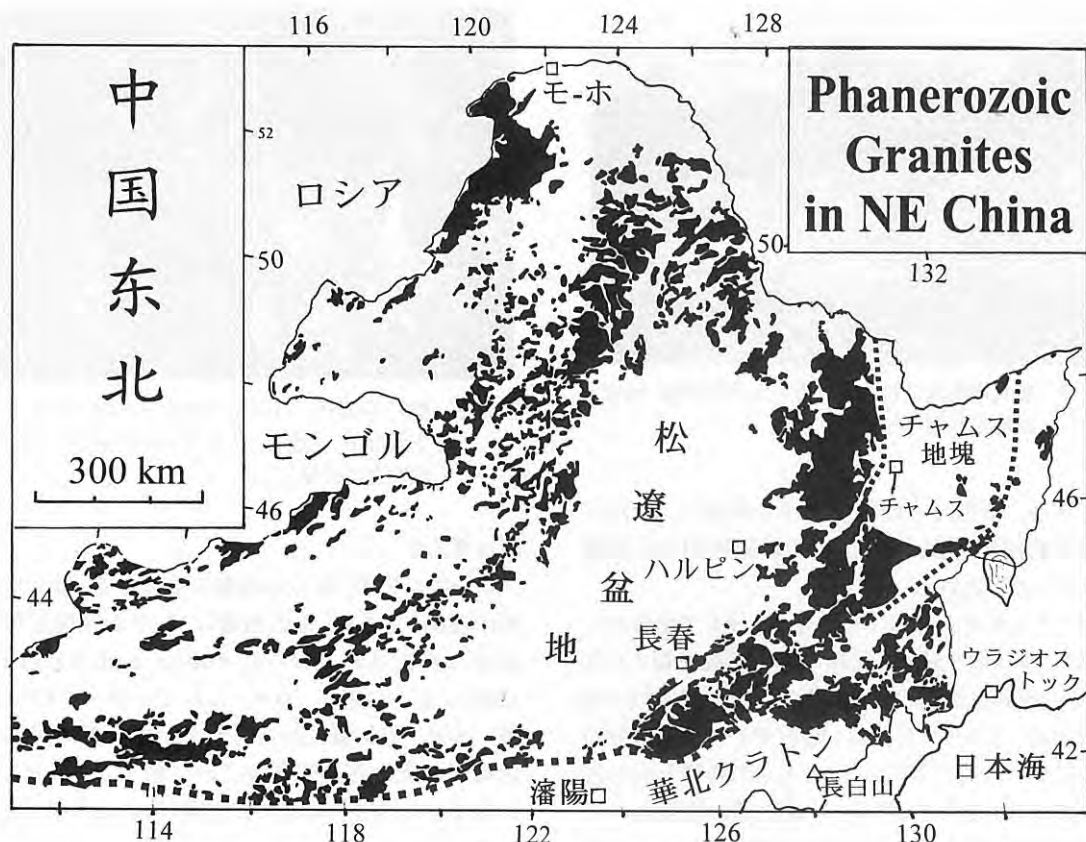 116
120
124
128
中
国
东
北
300 km
Phanerozoic
Granites
in NE China
モ-ホ
52
ロシア
50
50
132
モンゴル
松
遼
盆
地
チャムス
地塊
チャムス
46
46
ハルピン
44
長春
ウラジオス
トック
華北クラトン
長白山
日本海
42
瀋陽
114
118
122
126
130